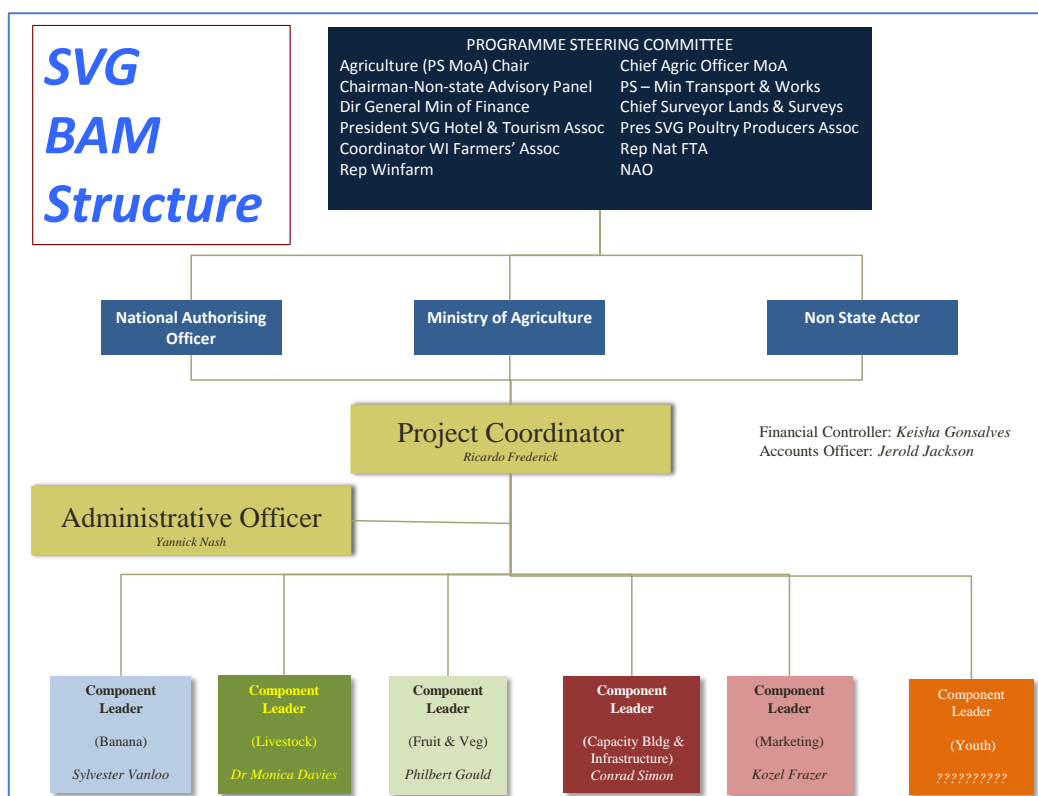 SVG
BAM
Structure
PROGRAMME STEERING COMMITTEE
Agriculture (PS MoA) Chair
Chairman-Non-state Advisory Panel
Dir General Min of Finance
President SVG Hotel & Tourism Assoc
Coordinator WI Farmers’ Assoc
Rep Winfarm
Chief Agric Officer MoA
PS – Min Transport & Works
Chief Surveyor Lands & Surveys
Pres SVG Poultry Producers Assoc
Rep Nat FTA
NAO
National Authorising
Officer
Ministry of Agriculture
Non State Actor
Project Coordinator
Ricardo Frederick
Financial Controller: Keisha Gonsalves
Accounts Officer: Jerold Jackson
Administrative Officer
Yannick Nash
Component
Leader
(Banana)
Sylvester Vanloo
Component
Leader
(Livestock)
Dr Monica Davies
Component
Leader
(Fruit & Veg)
Philbert Gould
Component
Leader
(Capacity Bldg &
Infrastructure)
Conrad Simon
Component
Leader
(Marketing)
Kozel Frazer
Component
Leader
(Youth)
??????????